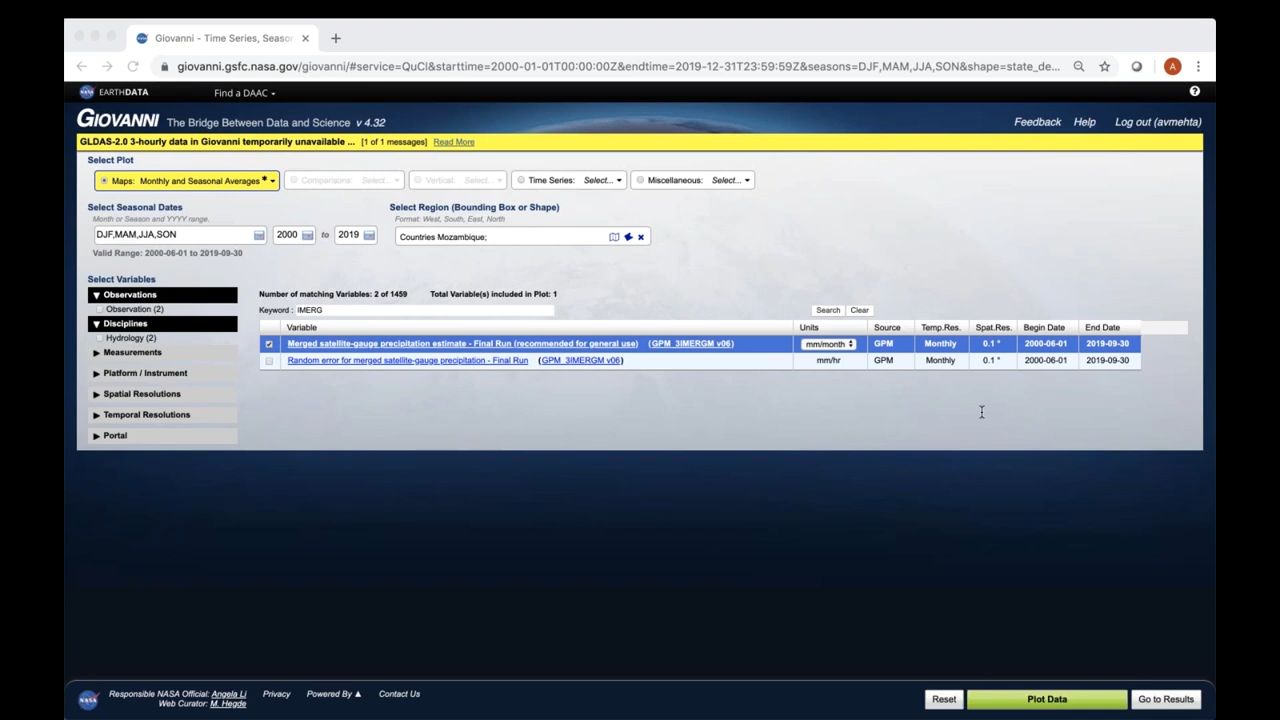 Giovanni - Time Series, Seaso
giovanni.gsfc.nasa.gov/giovanni/#service=QuCl&starttime=2000-01-01T00:00:00Z&endtime=2019-12-31T23:59:59Z&seasons=DJF,MAM,JJA,SON&shape=state_de... A
NASA EARTHDATA Find a DAAC ?
GIOVANNI The Bridge Between Data and Science v 4.32 Feedback Help Log out (avmehta)
GLDAS-2.0 3-hourly data in Giovanni temporarily unavailable ... [1 of 1 messages] Read More
Select Plot
Maps: Monthly and Seasonal Averages * Comparisons: Select... Vertical: Select... Time Series: Select... Miscellaneous: Select...
Select Seasonal Dates Select Region (Bounding Box or Shape)
Month or Season and YYYY range. Format: West, South, East, North
DJF,MAM,JJA,SON 2000 to 2019 Countries Mozambique;
Valid Range: 2000-06-01 to 2019-09-30
Select Variables
Observations Number of matching Variables: 2 of 1459 Total Variable(s) included in Plot: 1
Observation (2) Keyword : IMERG Search Clear
Disciplines Variable Units Source Temp.Res. Spat.Res. Begin Date End Date
Hydrology (2) Merged satellite-gauge precipitation estimate - Final Run (recommended for general use) (GPM_3IMERGM v06) mm/month GPM Monthly 0.1 ° 2000-06-01 2019-09-30
Measurements Random error for merged satellite-gauge precipitation - Final Run (GPM_3IMERGM v06) mm/hr GPM Monthly 0.1 ° 2000-06-01 2019-09-30
Platform / Instrument
Spatial Resolutions
Temporal Resolutions
Portal
NASA Responsible NASA Official: Angela Li Privacy Powered By Contact Us
Web Curator: M. Hegde Reset Plot Data Go to Results